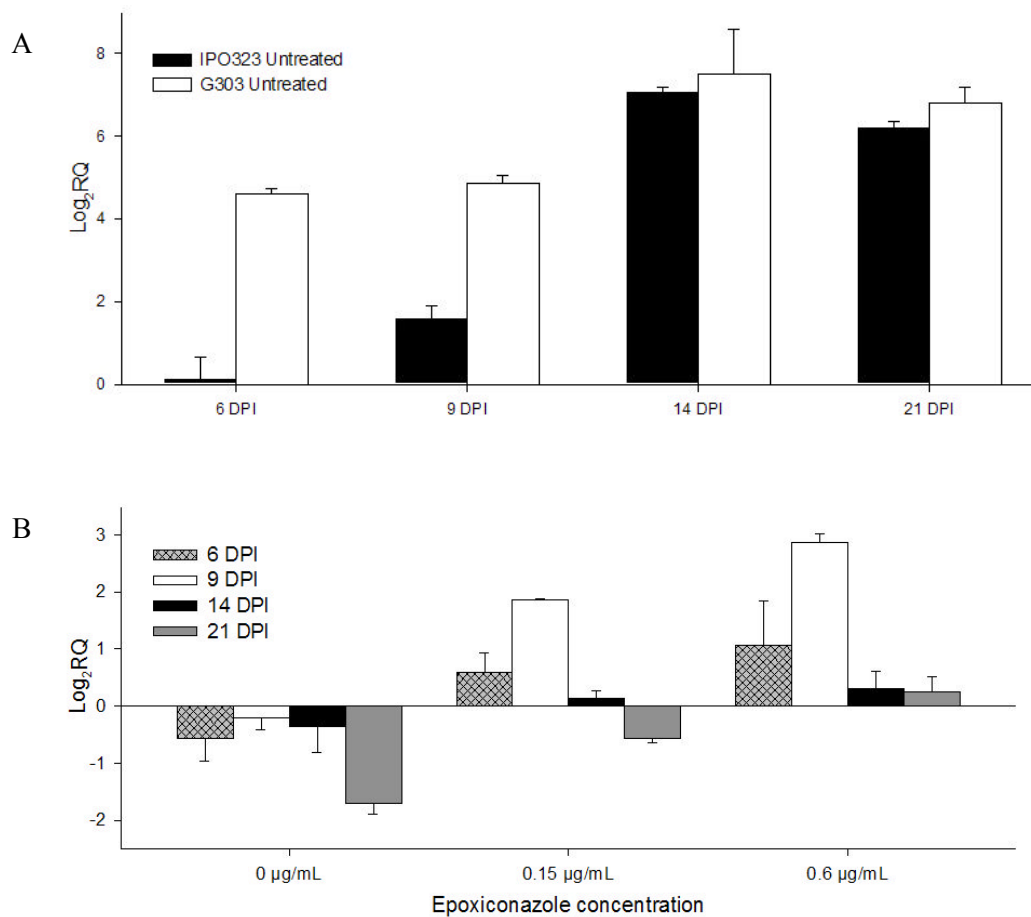 A
IPO323 Untreated
G303 Untreated
Log₂RQ
8
6
4
2
0
6 DPI 9 DPI 14 DPI 21 DPI
B
6 DPI
9 DPI
14 DPI
21 DPI
Log₂RQ
3
2
1
0
-1
-2
0 µg/mL 0.15 µg/mL 0.6 µg/mL
Epoxiconazole concentration